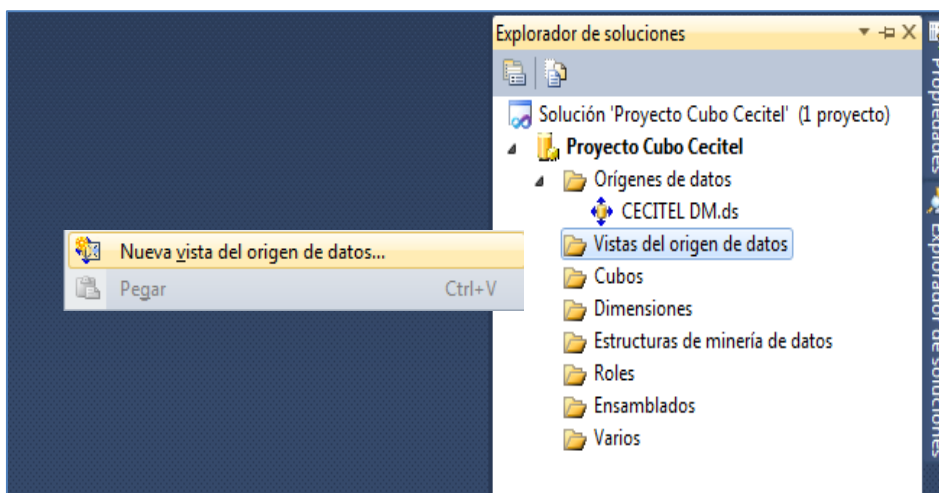 Explorador de soluciones
Solución 'Proyecto Cubo Cecitel' (1 proyecto)
Proyecto Cubo Cecitel
Orígenes de datos
CECITEL DM.ds
Vistas del origen de datos
Cubos
Dimensiones
Estructuras de minería de datos
Roles
Ensamblados
Varios
Nueva vista del origen de datos...
Pegar Ctrl+V
Propiedades
Explorador de soluciones